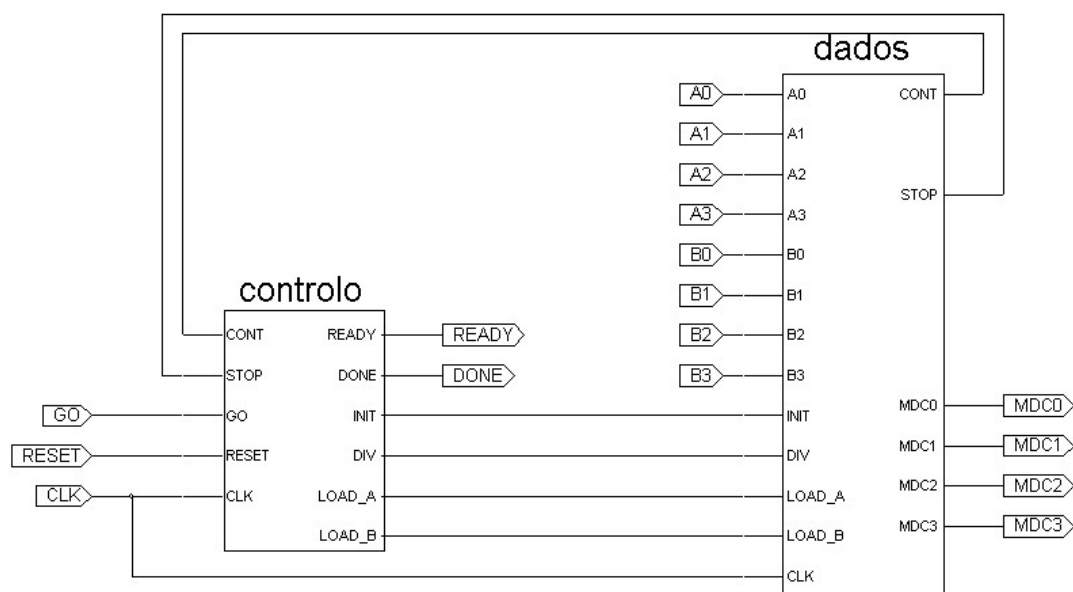 dados
A0 A0 CONT
A1 A1
A2 A2 STOP
A3 A3
B0 B0
controlo
B1 B1
CONT READY READY B2 B2
STOP DONE DONE B3 B3
GO GO INIT INIT MDC0 MDC0
RESET RESET DIV DIV MDC1 MDC1
CLK CLK LOAD_A LOAD_A MDC2 MDC2
LOAD_B LOAD_B MDC3 MDC3
CLK